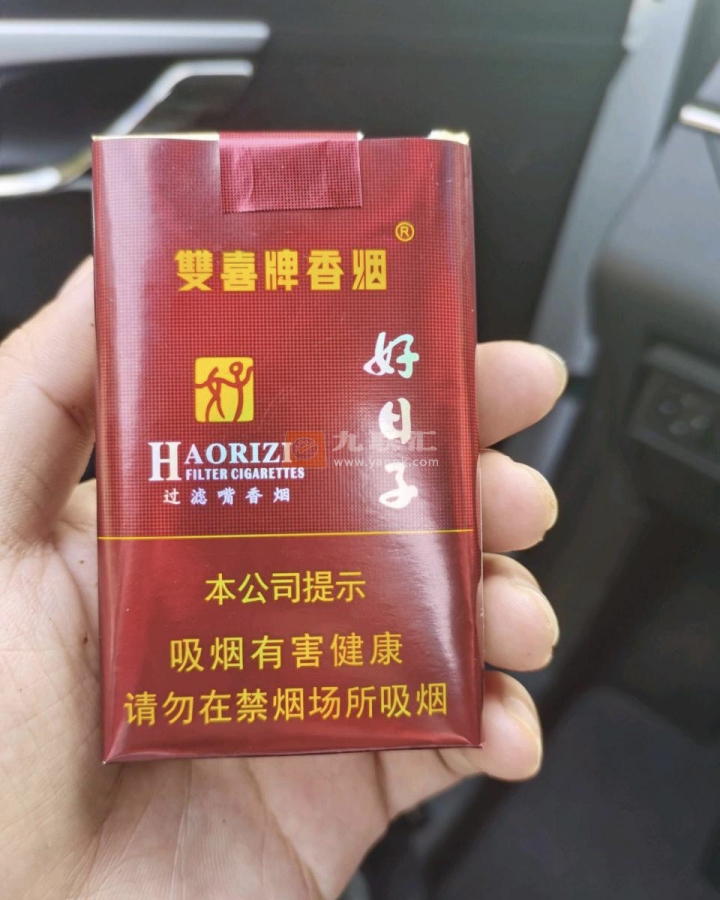 雙喜牌香烟®
好日子
HAORIZI
FILTER CIGARETTES
过滤嘴香烟
本公司提示
吸烟有害健康
请勿在禁烟场所吸烟